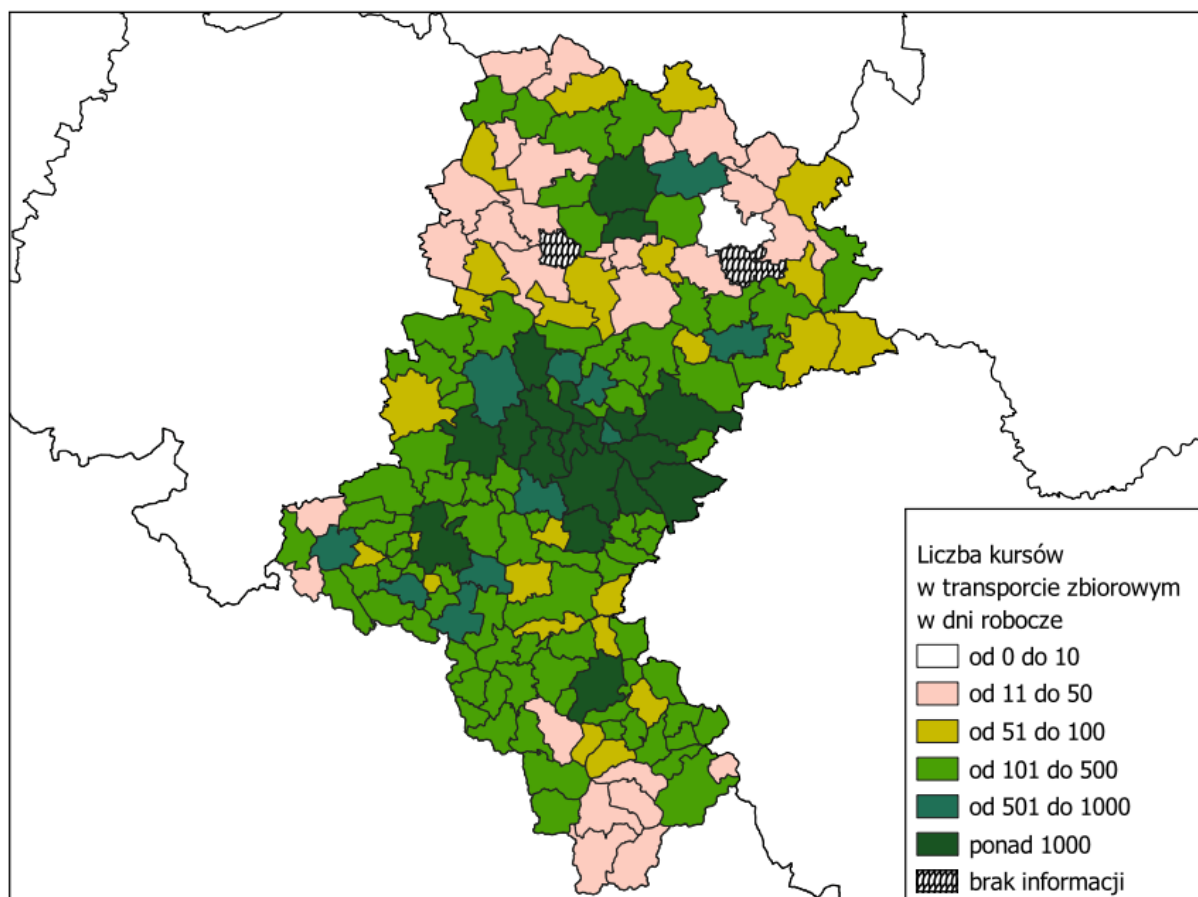 Liczba kursów
w transporcie zbiorowym
w dni robocze
od 0 do 10
od 11 do 50
od 51 do 100
od 101 do 500
od 501 do 1000
ponad 1000
brak informacji